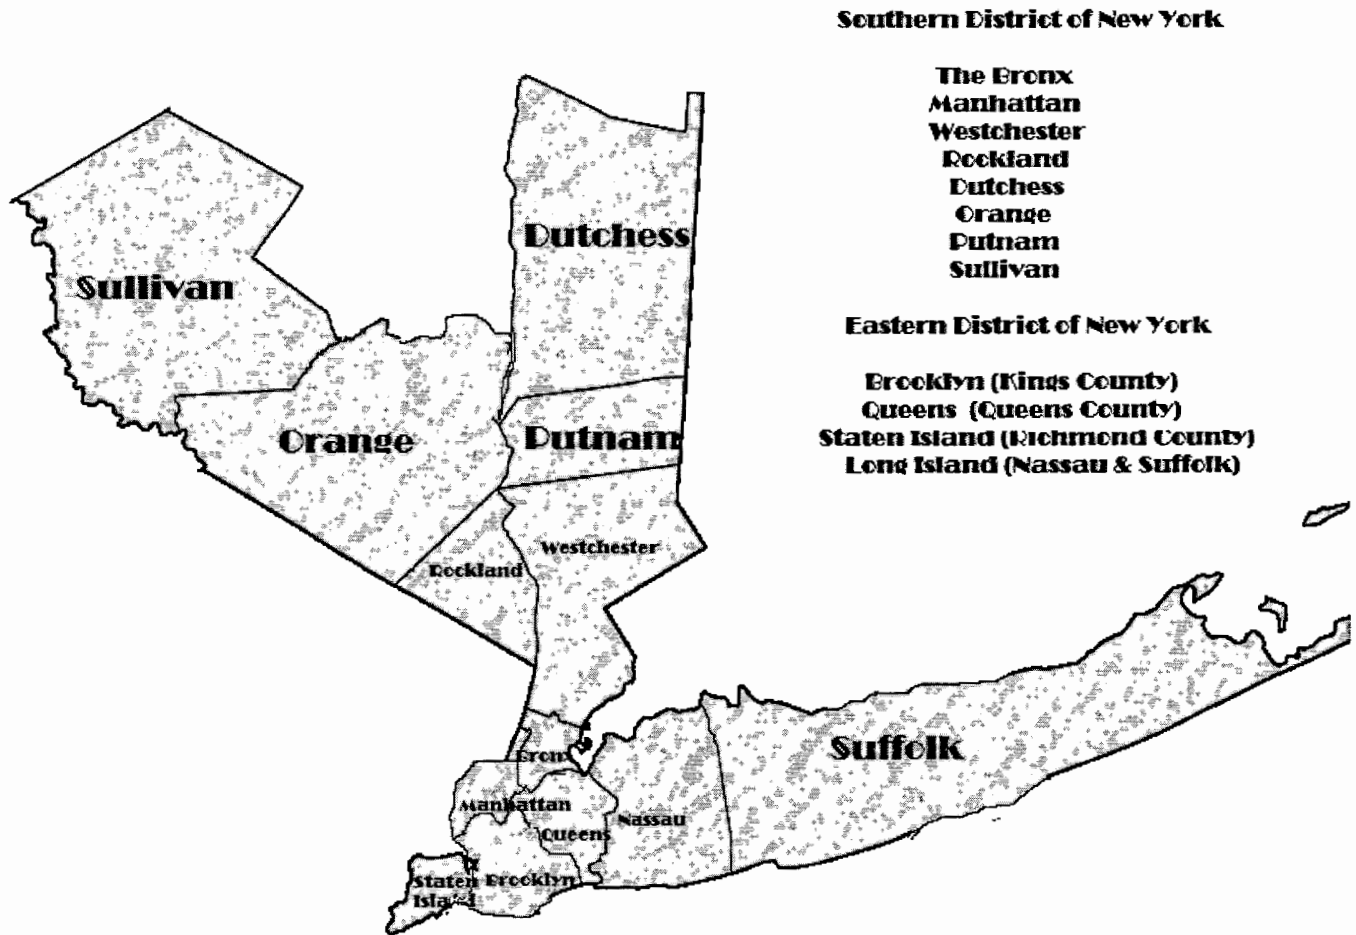 Southern District of New York
The Bronx
Manhattan
Westchester
Rockland
Dutchess
Orange
Putnam
Sullivan
Eastern District of New York
Brooklyn (Kings County)
Queens (Queens County)
Staten Island (Richmond County)
Long Island (Nassau & Suffolk)
Dutchess
Sullivan
Orange
Putnam
Westchester
Rockland
Suffolk
Bronx
Manhattan
Nassau
Queens
Staten
Island
Brooklyn